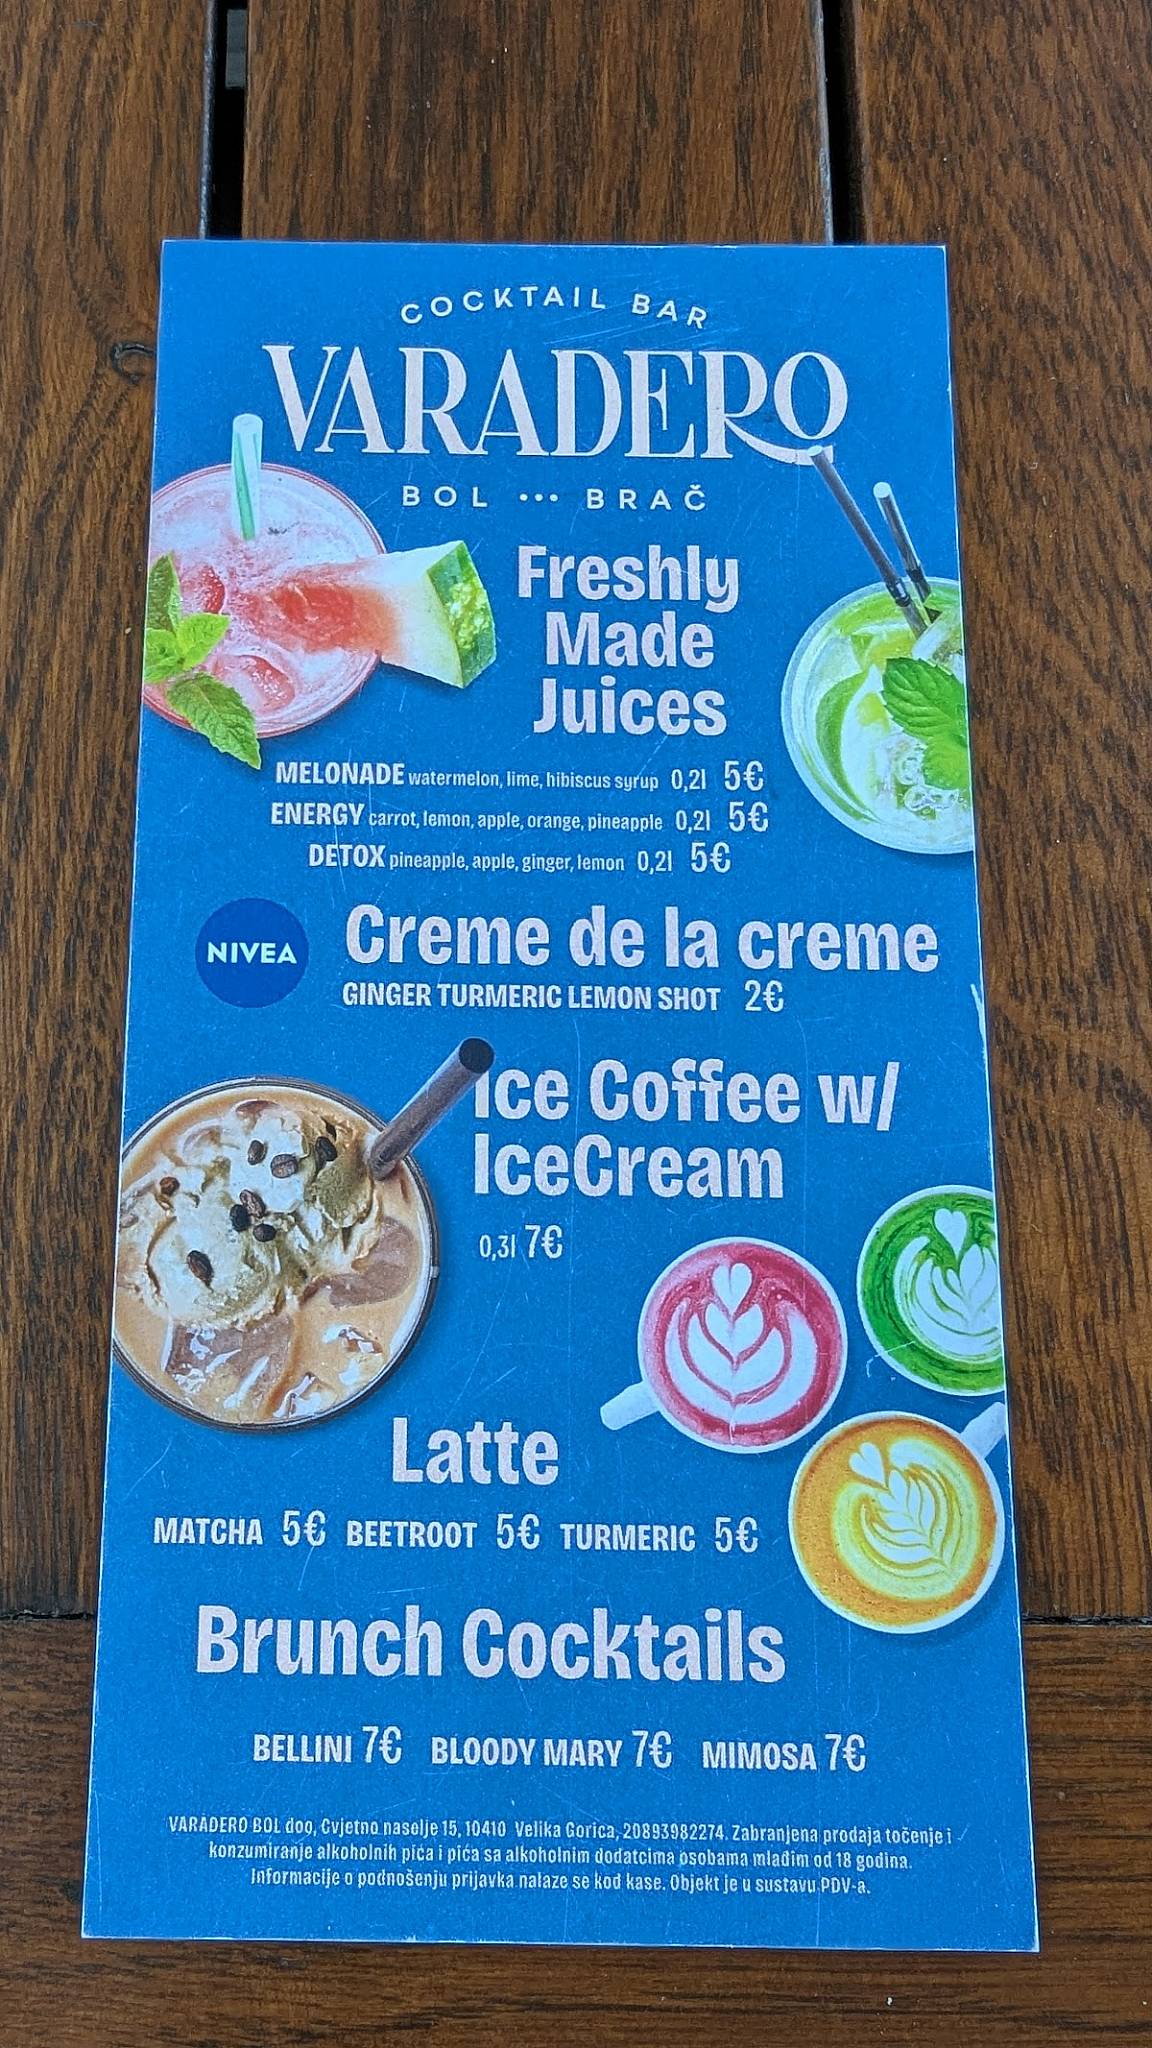 COCKTAIL BAR
VARADERO
BOL ••• BRAČ
Freshly
Made
Juices
MELONADE watermelon, lime, hibiscus syrup 0,2l 5€
ENERGY carrot, lemon, apple, orange, pineapple 0,2l 5€
DETOX pineapple, apple, ginger, lemon 0,2l 5€
NIVEA
Creme de la creme
GINGER TURMERIC LEMON SHOT 2€
Ice Coffee w/
IceCream
0,3l 7€
Latte
MATCHA 5€ BEETROOT 5€ TURMERIC 5€
Brunch Cocktails
BELLINI 7€ BLOODY MARY 7€ MIMOSA 7€
VARADERO BOL doo, Cvjetno naselje 15, 10410 Velika Gorica, 20893982274. Zabranjena prodaja točenje i
konzumiranje alkoholnih pića i pića sa alkoholnim dodatcima osobama mlađim od 18 godina.
Informacije o podnošenju prijavka nalaze se kod kase. Objekt je u sustavu PDV-a.